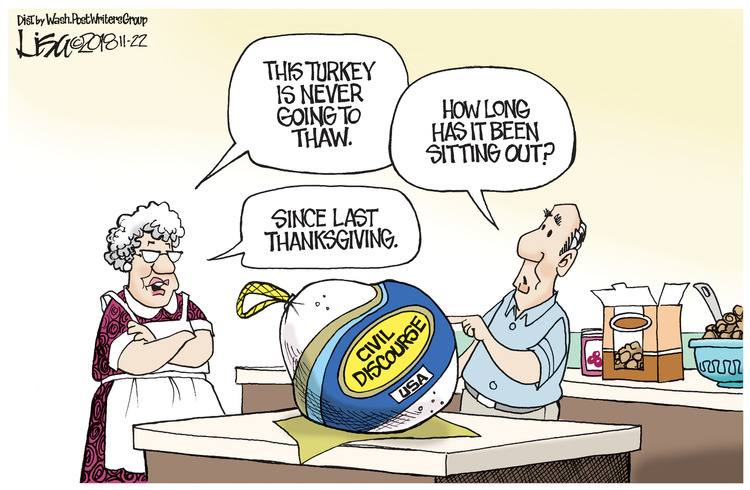 Dist. by Wash. Post Writers Group
Lisa ©2018 11-22
THIS TURKEY
IS NEVER
GOING TO
THAW.
HOW LONG
HAS IT BEEN
SITTING OUT?
SINCE LAST
THANKSGIVING.
CIVIL
DISCOURSE
USA